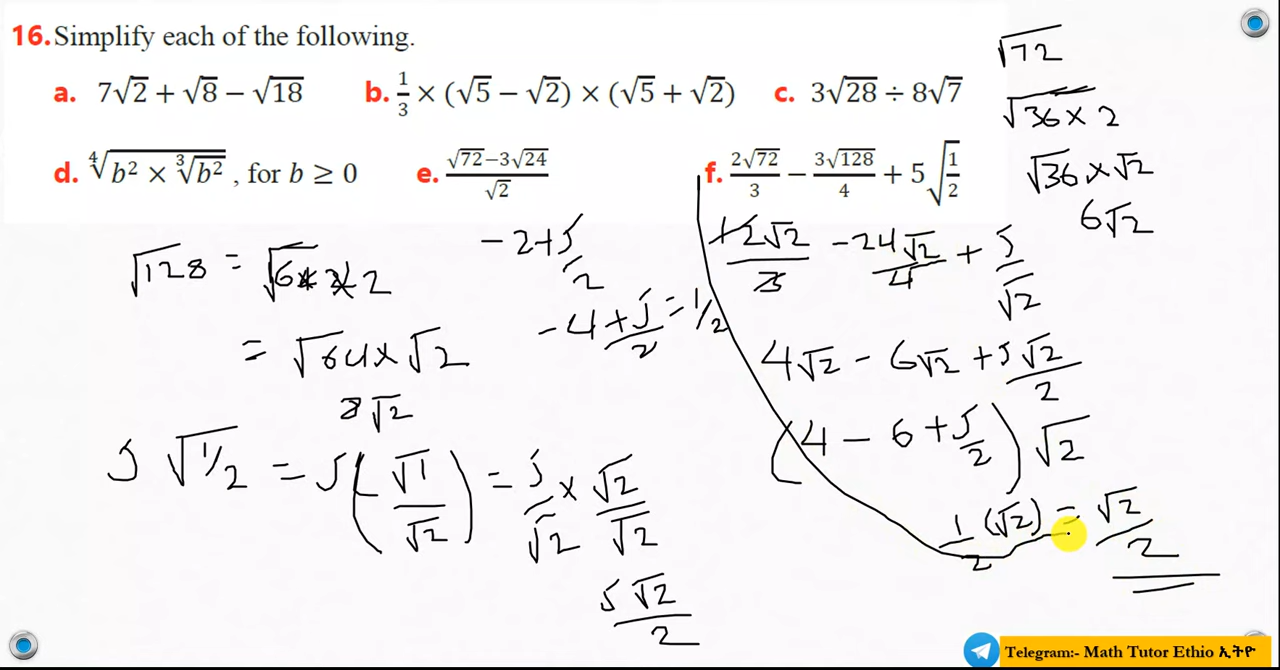 16. Simplify each of the following.
a. 7√2 + √8 − √18 b. 1/3 × (√5 − √2) × (√5 + √2) c. 3√28 ÷ 8√7
d. ∜(b² × ∛b²) , for b ≥ 0 e. (√72−3√24)/√2 f. 2√72/3 − 3√128/4 + 5√(1/2)
√72
√36 × 2
√36 × √2
6√2
√128 = √64 × 2
= √64 × √2
8√2
5 √1/2 = 5(√1/√2) = 5/√2 × √2/√2
5√2/2
−2 + 5/2
−4 + 5/2 = 1/2
12√2/3 − 24√2/4 + 5/√2
4√2 − 6√2 + 5√2/2
(4 − 6 + 5/2) √2
1/2 (√2) = √2/2
Telegram:- Math Tutor Ethio ኢትዮ